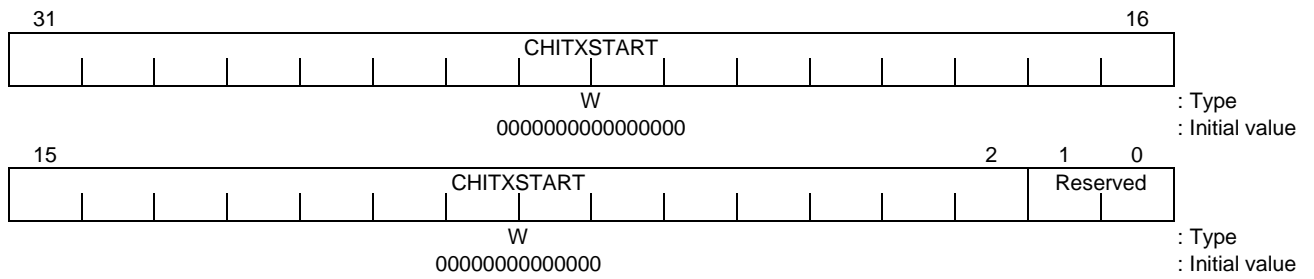 31 16
CHITXSTART
W : Type
0000000000000000 : Initial value
15 2 1 0
CHITXSTART Reserved
W : Type
00000000000000 : Initial value